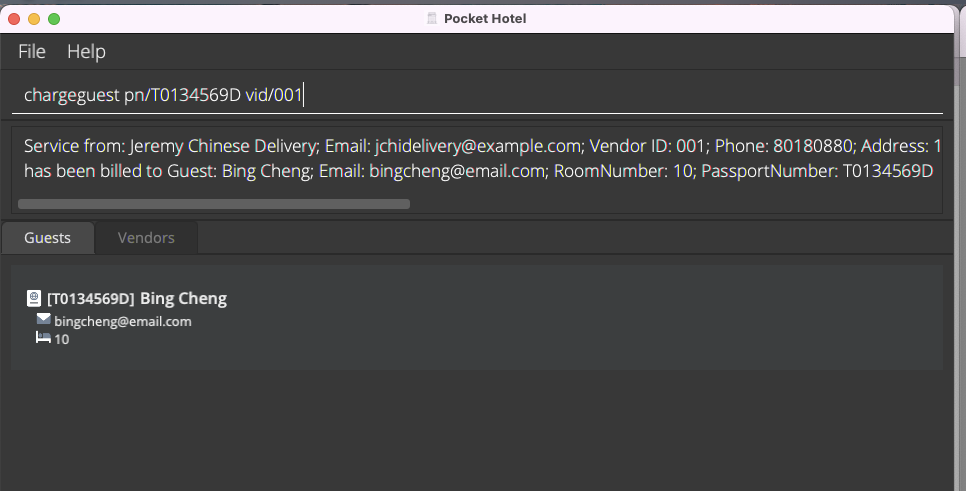 Pocket Hotel
File Help
chargeguest pn/T0134569D vid/001
Service from: Jeremy Chinese Delivery; Email: jchidelivery@example.com; Vendor ID: 001; Phone: 80180880; Address: 1
has been billed to Guest: Bing Cheng; Email: bingcheng@email.com; RoomNumber: 10; PassportNumber: T0134569D
Guests Vendors
[T0134569D] Bing Cheng
bingcheng@email.com
10